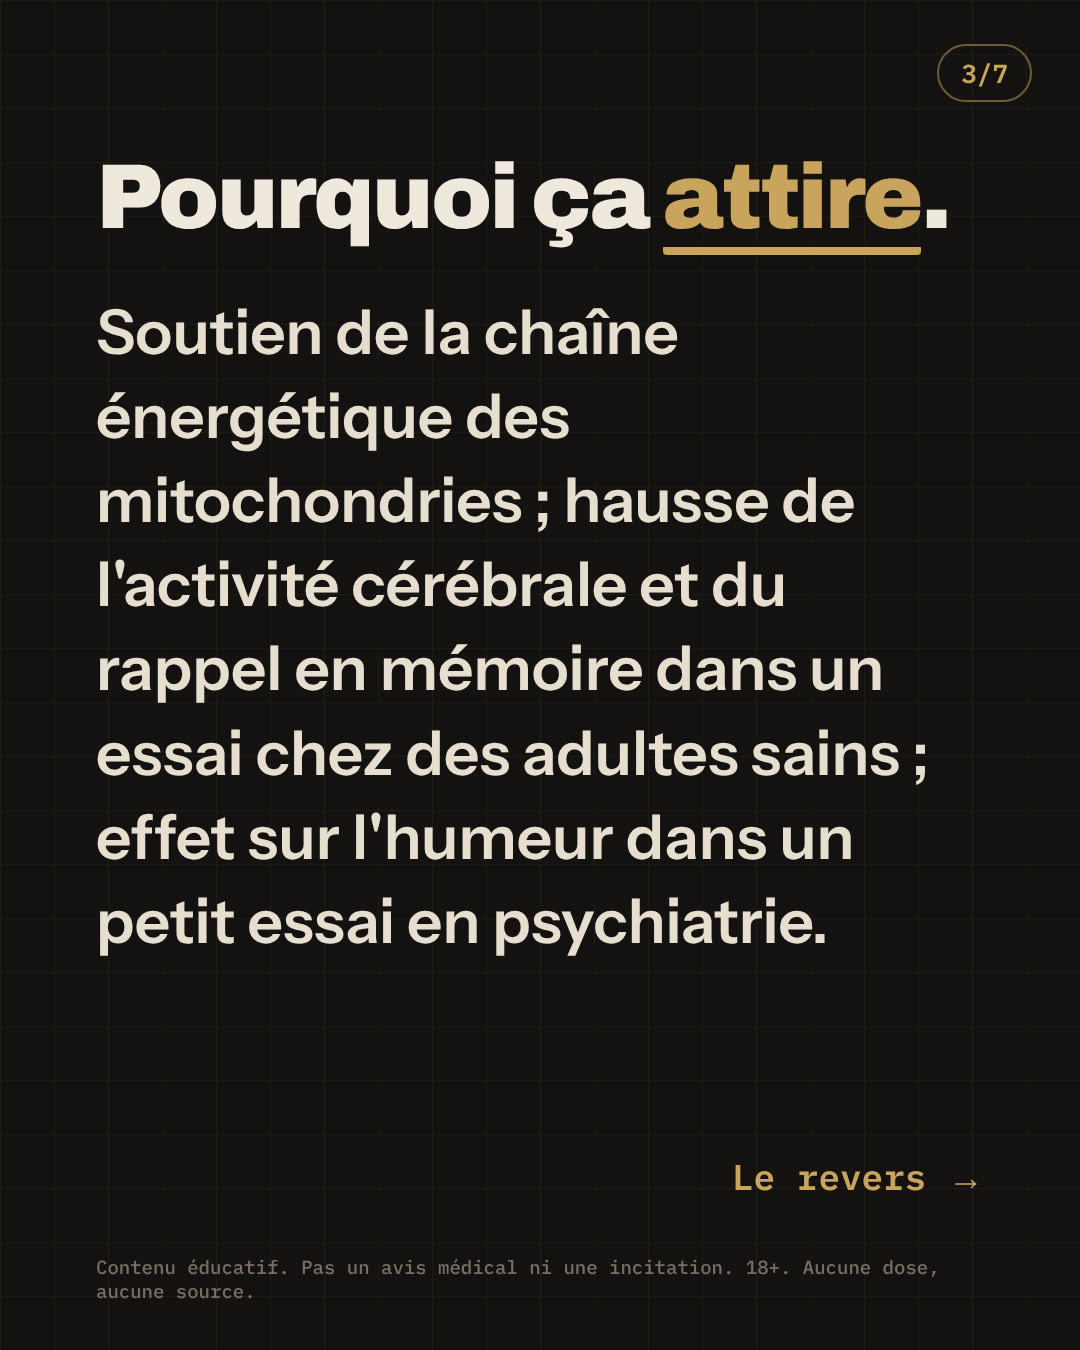 3/7
Pourquoi ça attire.
Soutien de la chaîne
énergétique des
mitochondries ; hausse de
l'activité cérébrale et du
rappel en mémoire dans un
essai chez des adultes sains ;
effet sur l'humeur dans un
petit essai en psychiatrie.
Le revers →
Contenu éducatif. Pas un avis médical ni une incitation. 18+. Aucune dose,
aucune source.